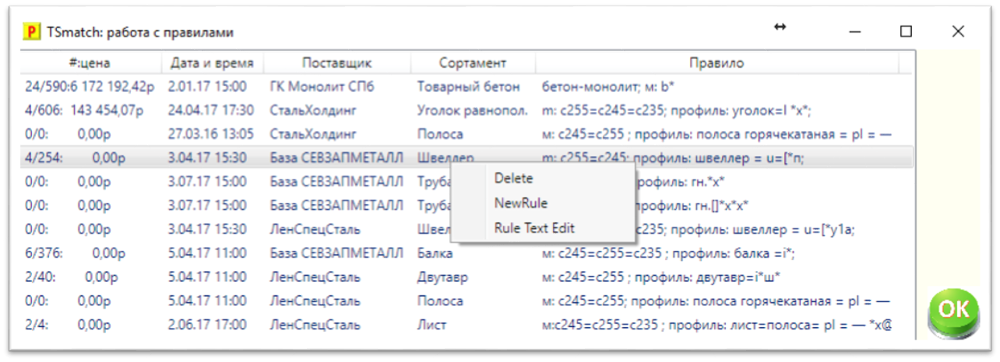 P TSmatch: работа с правилами
#:цена Дата и время Поставщик Сортамент Правило
24/590:6 172 192,42р 2.01.17 15:00 ГК Монолит СПб Товарный бетон бетон-монолит; м: b*
4/606: 143 454,07р 24.04.17 17:30 СтальХолдинг Уголок равнопол. m: c255=c245=c235; профиль: уголок=l *x*;
0/0: 0,00р 27.03.16 13:05 СтальХолдинг Полоса м: c245=c255 ; профиль: полоса горячекатаная = pl = —
4/254: 0,00р 3.04.17 15:30 База СЕВЗАПМЕТАЛЛ Швеллер m: c255=c245; профиль: швеллер = u=[*п;
Delete
0/0: 0,00р 3.07.17 15:00 База СЕВЗАПМЕТАЛЛ Труба рофиль: гн.*x*
NewRule
0/0: 0,00р 3.07.17 15:00 База СЕВЗАПМЕТАЛЛ Труба профиль: гн.[]*x*x*
Rule Text Edit
0/0: 0,00р 3.04.17 15:30 ЛенСпецСталь Швел c235; профиль: швеллер = u=[*у1а;
6/376: 0,00р 5.04.17 11:00 База СЕВЗАПМЕТАЛЛ Балка м: c245=c255=c235 ; профиль: балка =i*;
2/40: 0,00р 5.04.17 11:00 ЛенСпецСталь Двутавр м: c245=c255 ; профиль: двутавр=i*ш*
0/0: 0,00р 5.04.17 11:00 ЛенСпецСталь Полоса м: c245=c255; профиль: полоса горячекатаная = pl = —
2/4: 0,00р 2.06.17 17:00 ЛенСпецСталь Лист м:c245=c255=c235 ; профиль: лист=полоса= pl = — *x@
OK